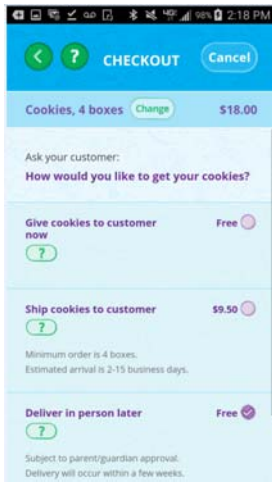 98% 2:18 PM
? CHECKOUT Cancel
Cookies, 4 boxes Change $18.00
Ask your customer:
How would you like to get your cookies?
Give cookies to customer Free
now
?
Ship cookies to customer $9.50
?
Minimum order is 4 boxes.
Estimated arrival is 2-15 business days.
Deliver in person later Free
?
Subject to parent/guardian approval.
Delivery will occur within a few weeks.